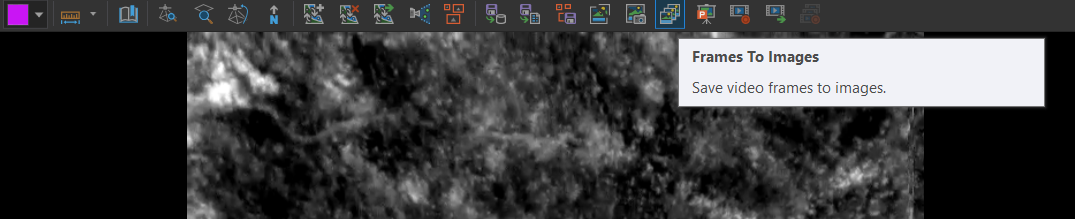 N
P
Frames To Images
Save video frames to images.